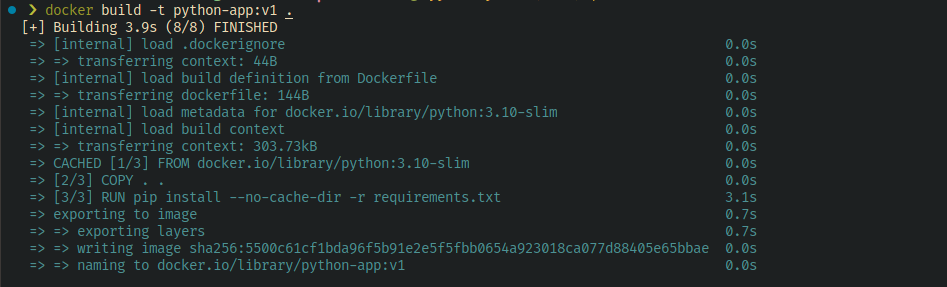 ❯ docker build -t python-app:v1 .
[+] Building 3.9s (8/8) FINISHED
=> [internal] load .dockerignore 0.0s
=> => transferring context: 44B 0.0s
=> [internal] load build definition from Dockerfile 0.0s
=> => transferring dockerfile: 144B 0.0s
=> [internal] load metadata for docker.io/library/python:3.10-slim 0.0s
=> [internal] load build context 0.0s
=> => transferring context: 303.73kB 0.0s
=> CACHED [1/3] FROM docker.io/library/python:3.10-slim 0.0s
=> [2/3] COPY . . 0.0s
=> [3/3] RUN pip install --no-cache-dir -r requirements.txt 3.1s
=> exporting to image 0.7s
=> => exporting layers 0.7s
=> => writing image sha256:5500c61cf1bda96f5b91e2e5f5fbb0654a923018ca077d88405e65bbae 0.0s
=> => naming to docker.io/library/python-app:v1 0.0s